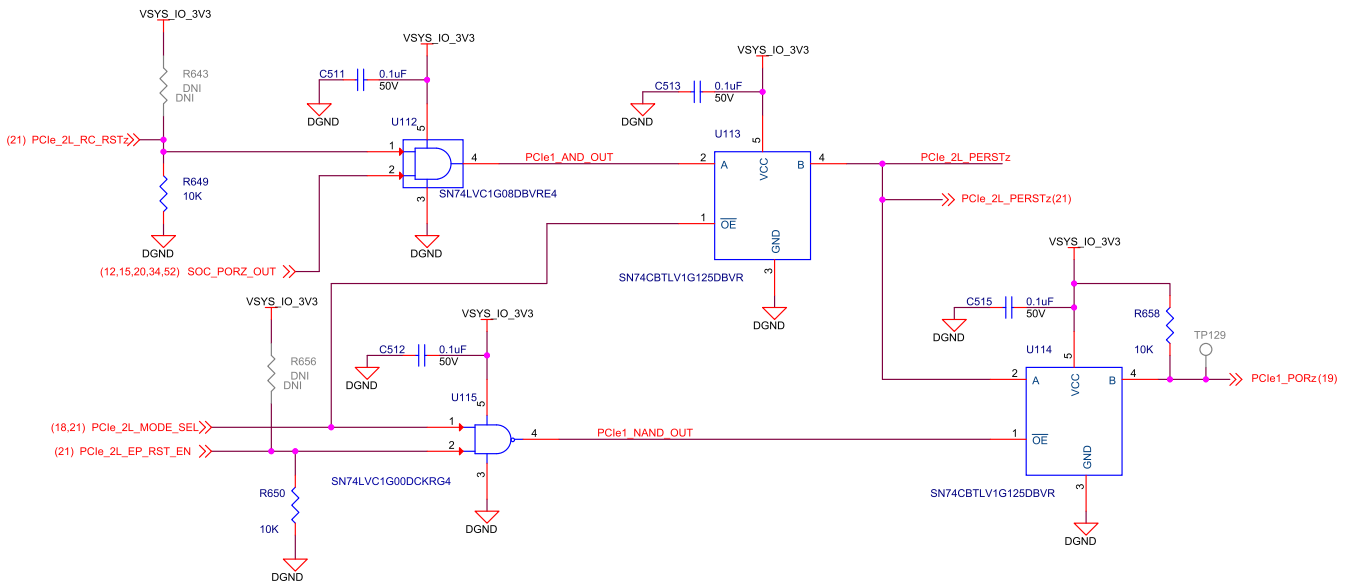 VSYS_IO_3V3
R643
DNI
DNI
(21) PCIe_2L_RC_RSTz
R649
10K
DGND
(12,15,20,34,52) SOC_PORZ_OUT
VSYS_IO_3V3
C511
0.1uF
50V
DGND
U112
5
1
2
4
3
SN74LVC1G08DBVRE4
DGND
PCIe1_AND_OUT
VSYS_IO_3V3
C513
0.1uF
50V
DGND
U113
5
2
A
VCC
B
4
1
OE
GND
3
SN74CBTLV1G125DBVR
DGND
PCIe_2L_PERSTz
PCIe_2L_PERSTz(21)
VSYS_IO_3V3
R656
DNI
DNI
(18,21) PCIe_2L_MODE_SEL
(21) PCIe_2L_EP_RST_EN
R650
10K
DGND
VSYS_IO_3V3
C512
0.1uF
50V
DGND
U115
5
1
2
4
3
SN74LVC1G00DCKRG4
DGND
PCIe1_NAND_OUT
VSYS_IO_3V3
C515
0.1uF
50V
DGND
R658
10K
TP129
U114
5
2
A
VCC
B
4
PCIe1_PORz(19)
1
OE
GND
3
SN74CBTLV1G125DBVR
DGND